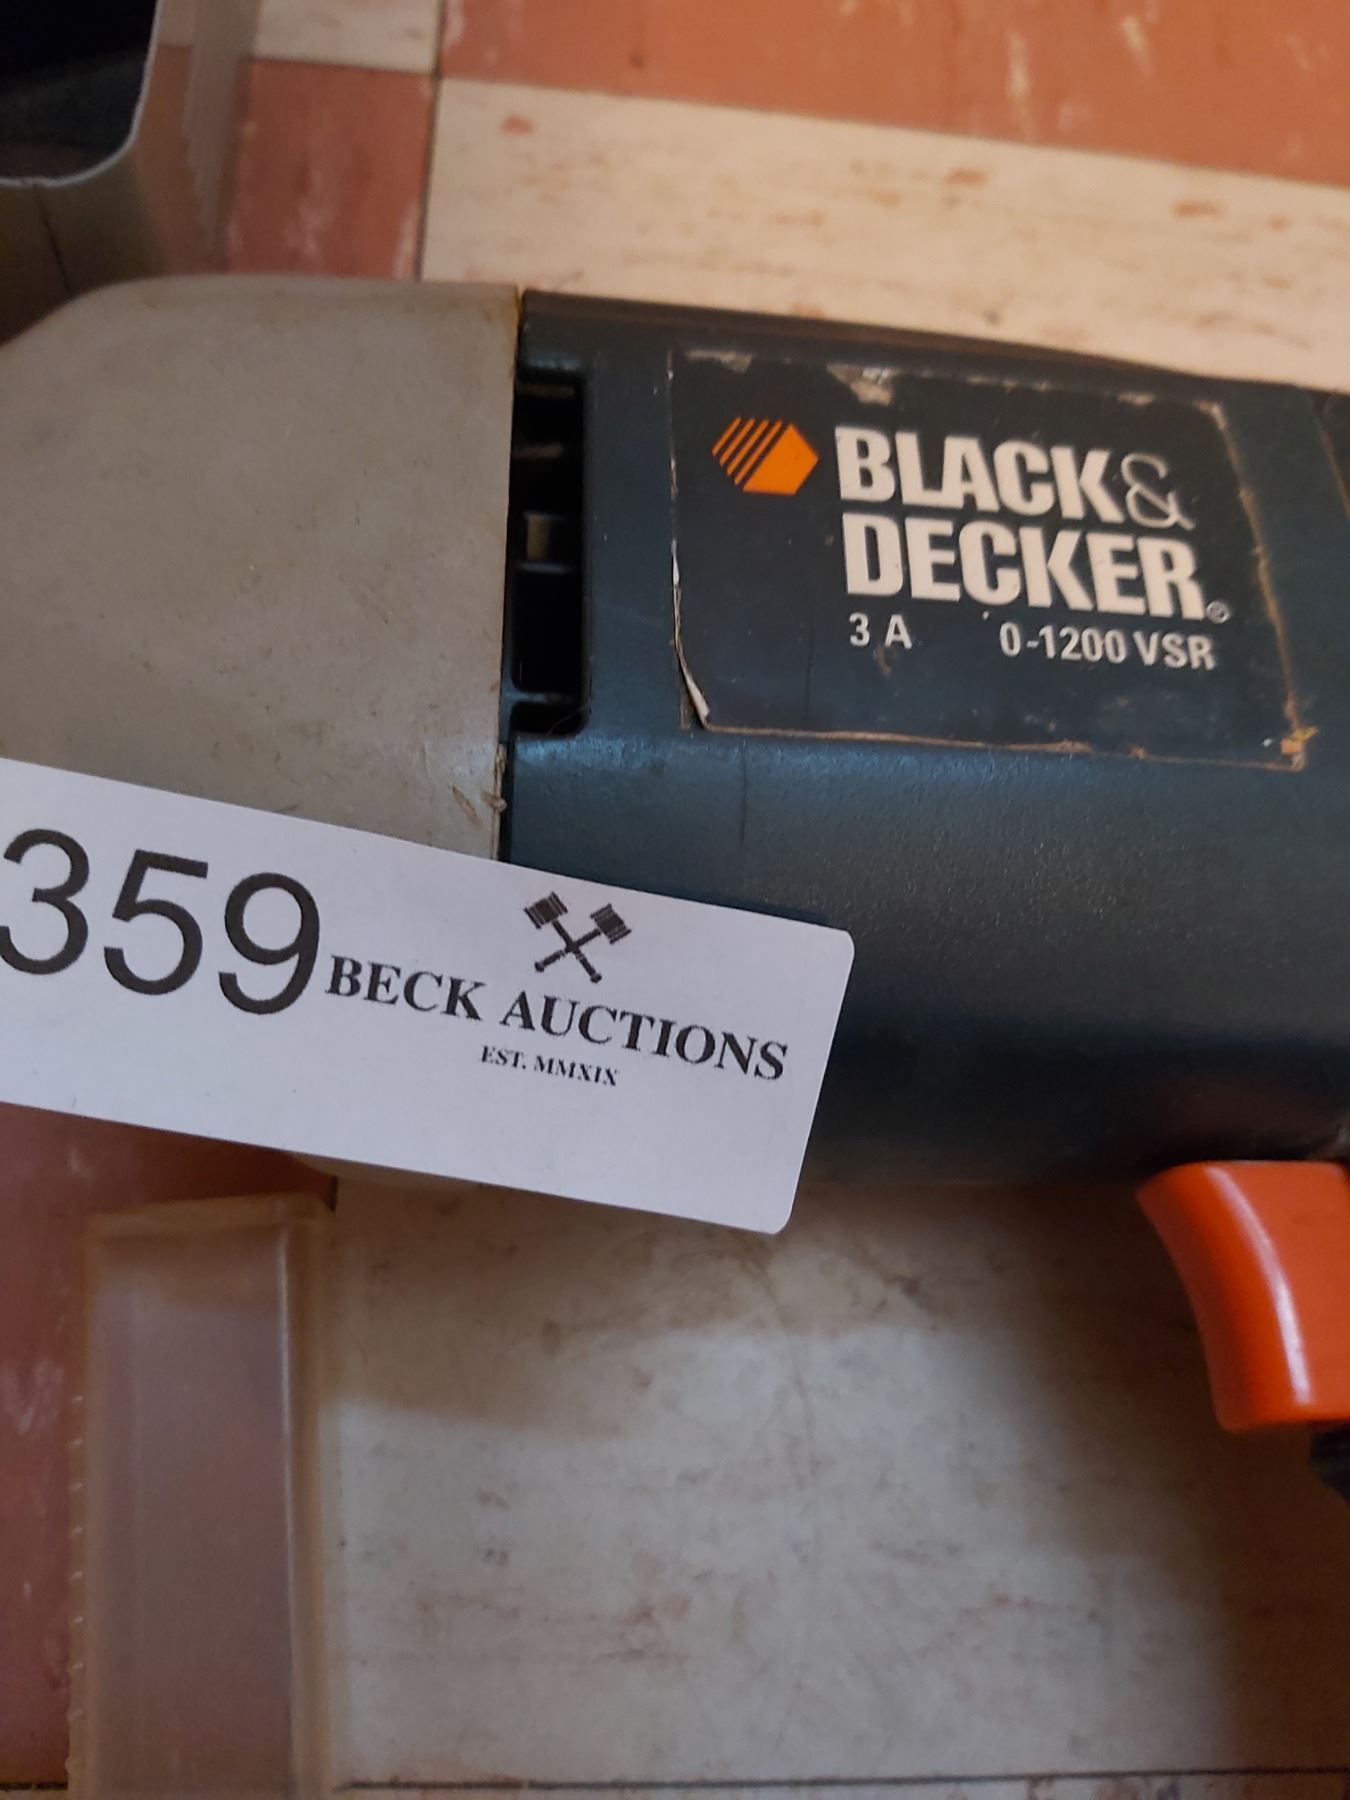 BLACK&
DECKER®
3 A 0-1200 VSR
359
BECK AUCTIONS
EST. MMXIX